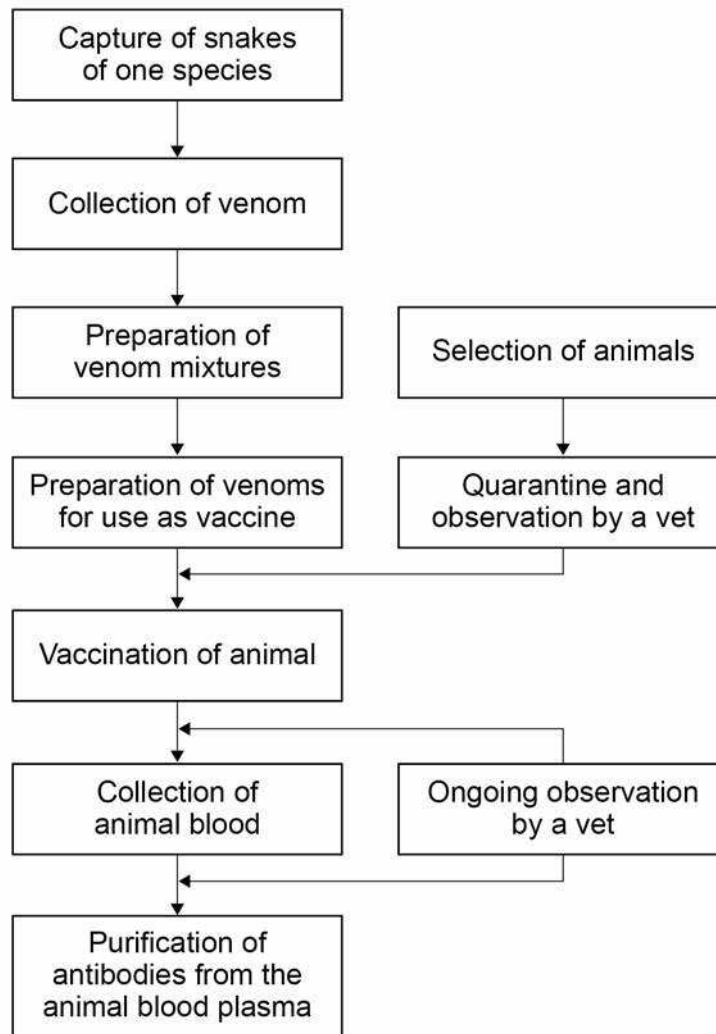 Capture of snakes
of one species
Collection of venom
Preparation of
venom mixtures
Selection of animals
Preparation of venoms
for use as vaccine
Quarantine and
observation by a vet
Vaccination of animal
Collection of
animal blood
Ongoing observation
by a vet
Purification of
antibodies from the
animal blood plasma